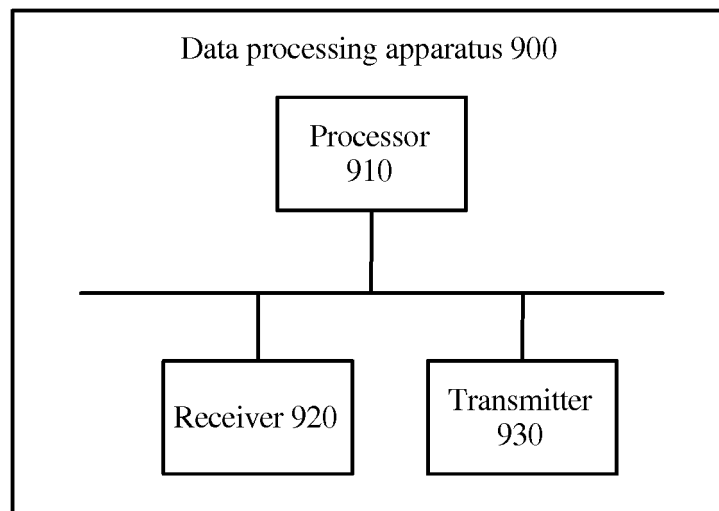 Data processing apparatus 900
Processor
910
Receiver 920
Transmitter
930